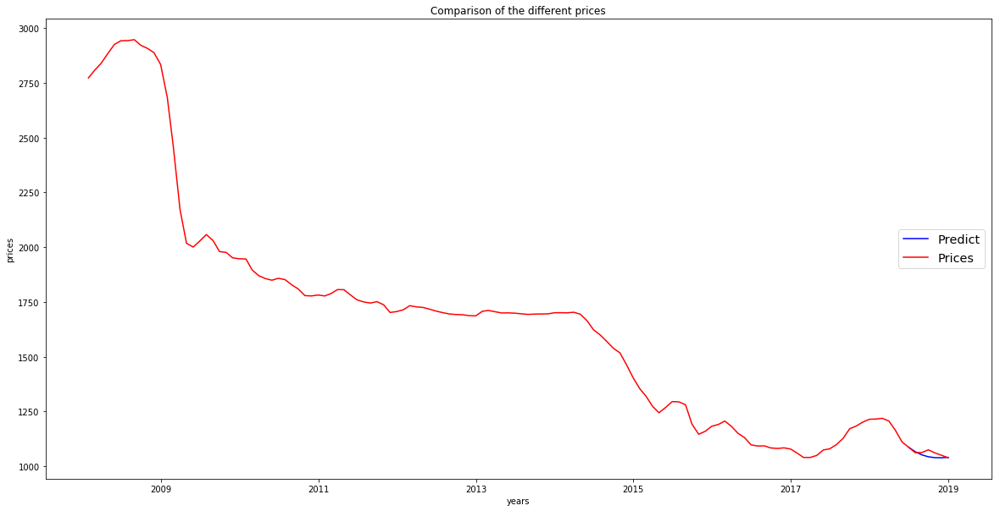 Comparison of the different prices
3000
2750
2500
2250
2000
1750
1500
1250
1000
prices
Predict
Prices
2009 2011 2013 2015 2017 2019
years